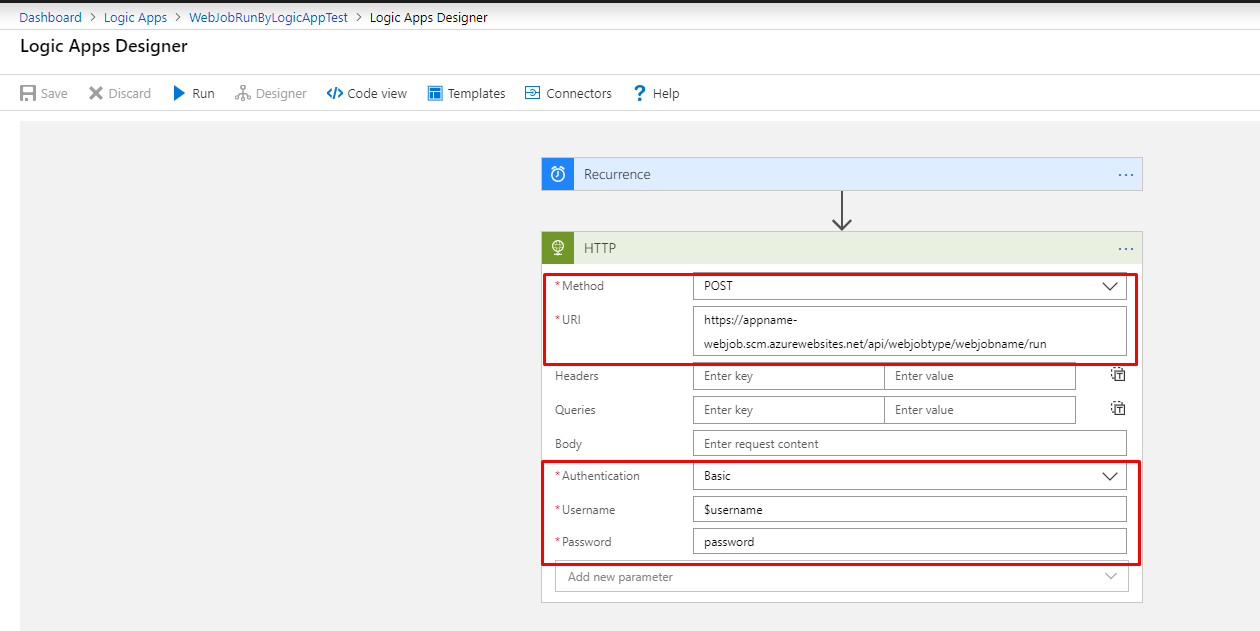 Dashboard > Logic Apps > WebJobRunByLogicAppTest > Logic Apps Designer
Logic Apps Designer
Save Discard Run Designer Code view Templates Connectors Help
Recurrence
HTTP
* Method POST
* URI https://appname-
webjob.scm.azurewebsites.net/api/webjobtype/webjobname/run
Headers Enter key Enter value
Queries Enter key Enter value
Body Enter request content
* Authentication Basic
* Username $username
* Password password
Add new parameter